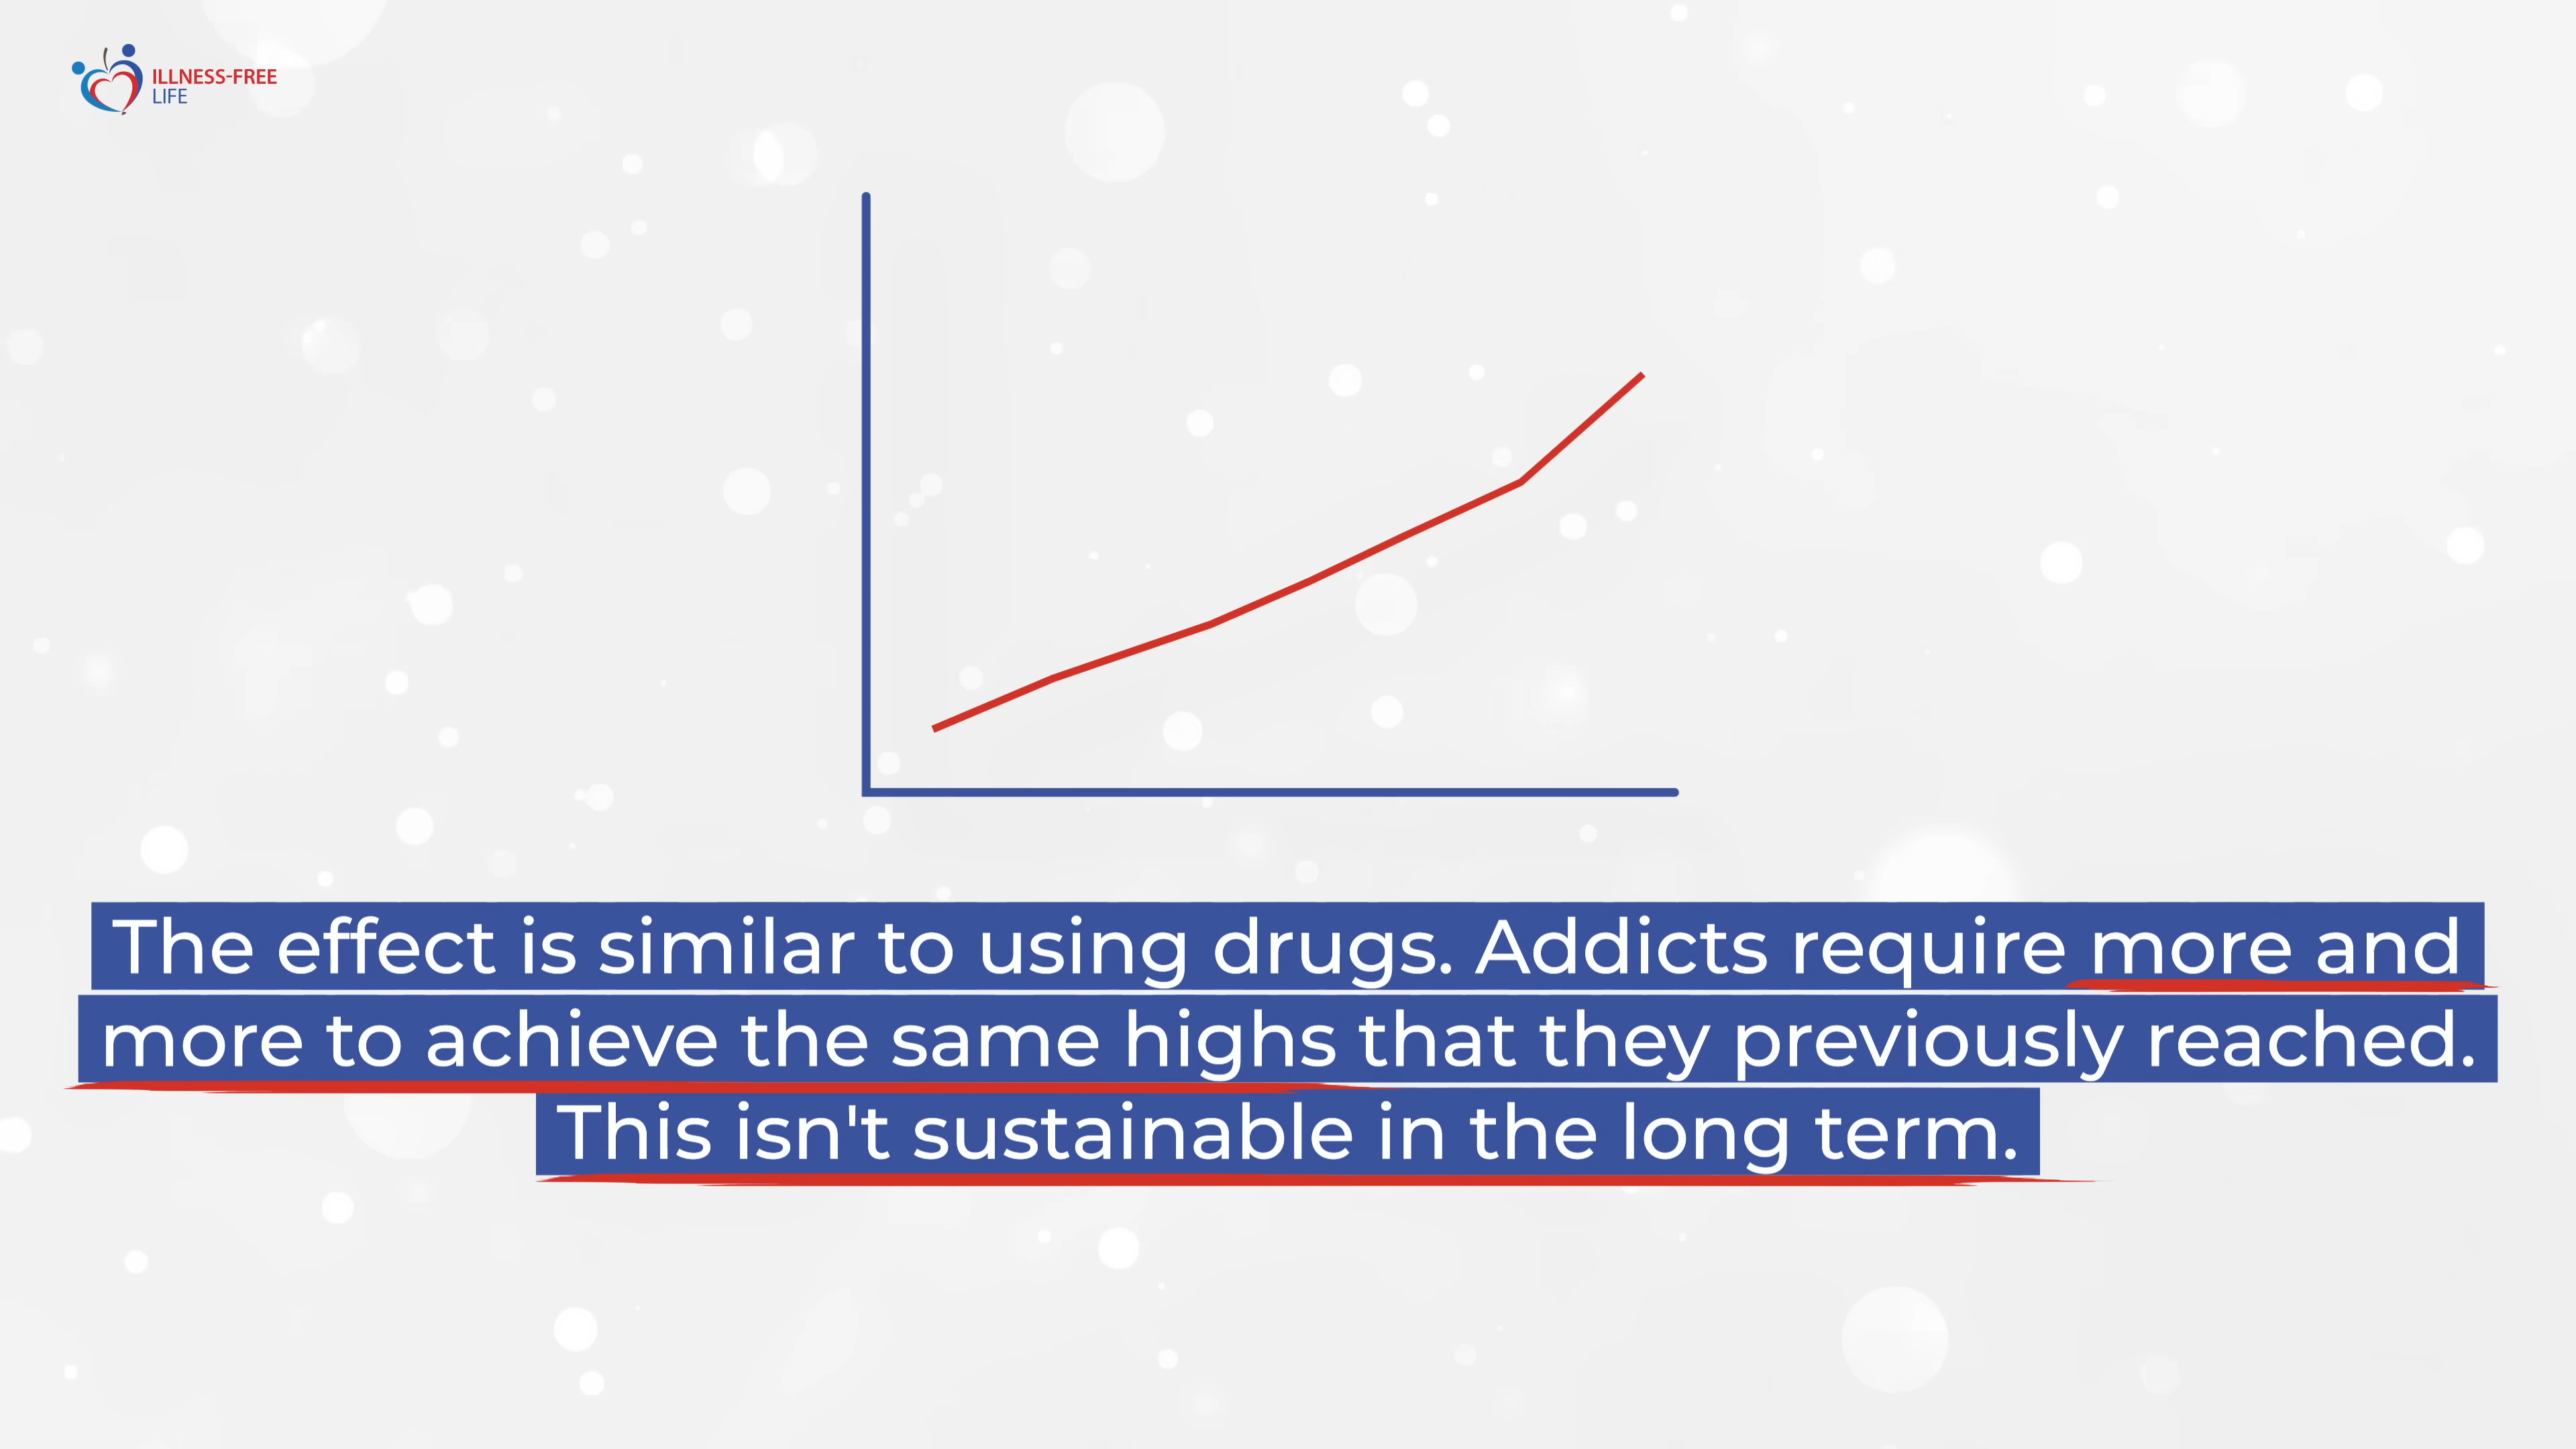 ILLNESS-FREE
LIFE
The effect is similar to using drugs. Addicts require more and
more to achieve the same highs that they previously reached.
This isn't sustainable in the long term.